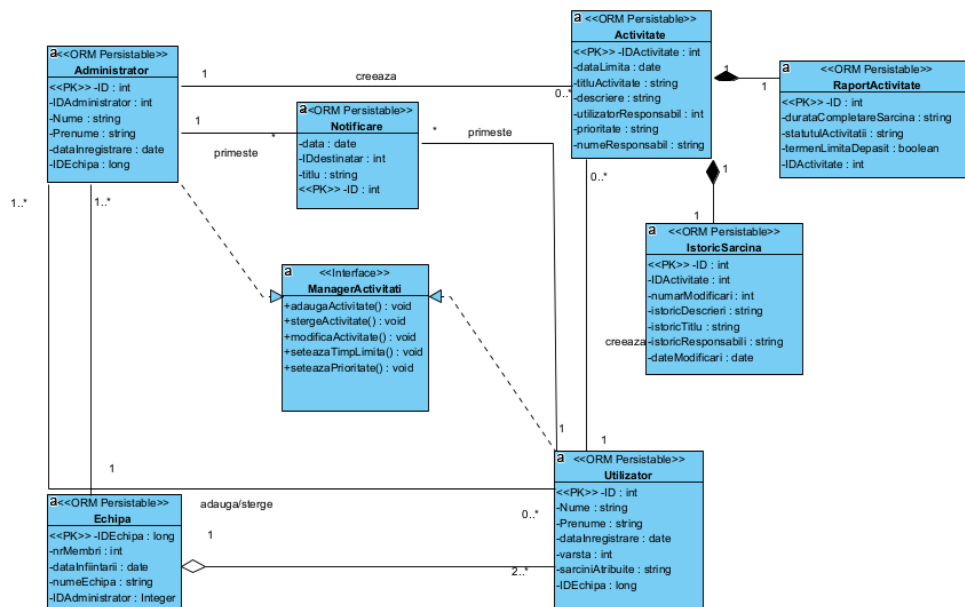 a <<ORM Persistable>>
Administrator
<<PK>> -ID : int
-IDAdministrator : int
-Nume : string
-Prenume : string
-dataInregistrare : date
-IDEchipa : long
1
creeaza
0..*
a <<ORM Persistable>>
Activitate
<<PK>> -IDActivitate : int
-dataLimita : date
-titluActivitate : string
-descriere : string
-utilizatorResponsabil : int
-prioritate : string
-numeResponsabil : string
1
1
a <<ORM Persistable>>
RaportActivitate
<<PK>> -ID : int
-durataCompletareSarcina : string
-statutulActivitatii : string
-termenLimitaDepasit : boolean
-IDActivitate : int
1
*
primeste
a <<ORM Persistable>>
Notificare
-data : date
-IDdestinatar : int
-titlu : string
<<PK>> -ID : int
*
primeste
1
0..*
1
1
a <<ORM Persistable>>
IstoricSarcina
<<PK>> -ID : int
-IDActivitate : int
-numarModificari : int
-istoricDescrieri : string
-istoricTitlu : string
-istoricResponsabili : string
-dateModificari : date
creeaza
1..*
1..*
a <<Interface>>
ManagerActivitati
+adaugaActivitate() : void
+stergeActivitate() : void
+modificaActivitate() : void
+seteazaTimpLimita() : void
+seteazaPrioritate() : void
1
1
adauga/sterge
0..*
a <<ORM Persistable>>
Utilizator
<<PK>> -ID : int
-Nume : string
-Prenume : string
-dataInregistrare : date
-varsta : int
-sarciniAtribuite : string
-IDEchipa : long
a <<ORM Persistable>>
Echipa
<<PK>> -IDEchipa : long
-nrMembri : int
-dataInfiintarii : date
-numeEchipa : string
-IDAdministrator : Integer
1
2..*